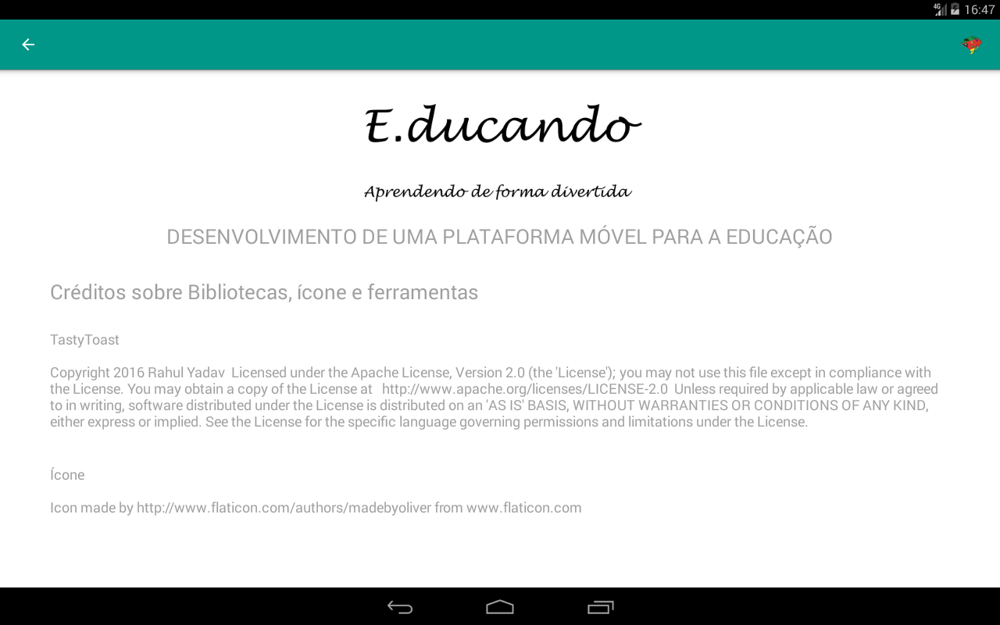 4G 16:47
E.ducando
Aprendendo de forma divertida
DESENVOLVIMENTO DE UMA PLATAFORMA MÓVEL PARA A EDUCAÇÃO
Créditos sobre Bibliotecas, ícone e ferramentas
TastyToast
Copyright 2016 Rahul Yadav  Licensed under the Apache License, Version 2.0 (the 'License'); you may not use this file except in compliance with
the License. You may obtain a copy of the License at   http://www.apache.org/licenses/LICENSE-2.0  Unless required by applicable law or agreed
to in writing, software distributed under the License is distributed on an 'AS IS' BASIS, WITHOUT WARRANTIES OR CONDITIONS OF ANY KIND,
either express or implied. See the License for the specific language governing permissions and limitations under the License.
Ícone
Icon made by http://www.flaticon.com/authors/madebyoliver from www.flaticon.com